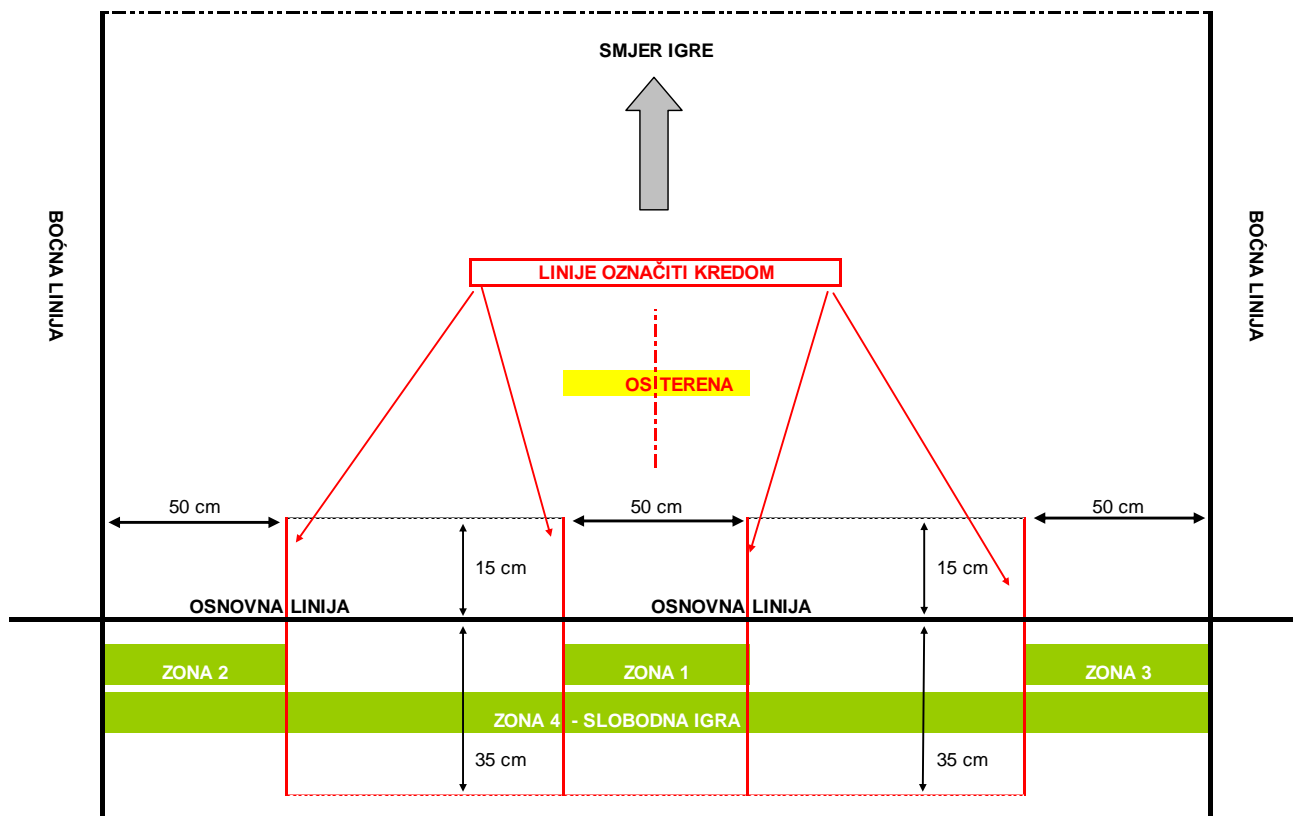 SMJER IGRE
BOĆNA LINIJA
BOĆNA LINIJA
LINIJE OZNAČITI KREDOM
OS TERENA
50 cm
50 cm
50 cm
15 cm
15 cm
OSNOVNA LINIJA
OSNOVNA LINIJA
ZONA 2
ZONA 1
ZONA 3
ZONA 4 - SLOBODNA IGRA
35 cm
35 cm